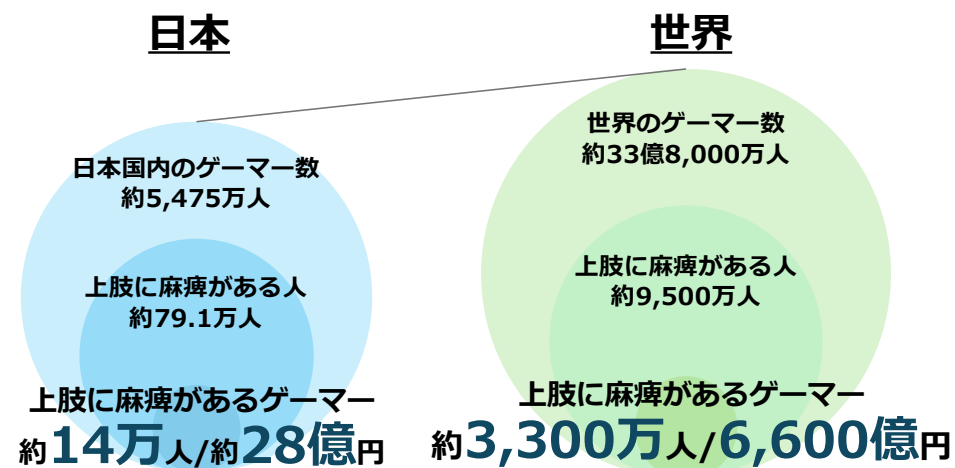 日本
日本国内のゲーマー数
約5,475万人
上肢に麻痺がある人
約79.1万人
上肢に麻痺があるゲーマー
約14万人/約28億円
世界
世界のゲーマー数
約33億8,000万人
上肢に麻痺がある人
約9,500万人
上肢に麻痺があるゲーマー
約3,300万人/6,600億円